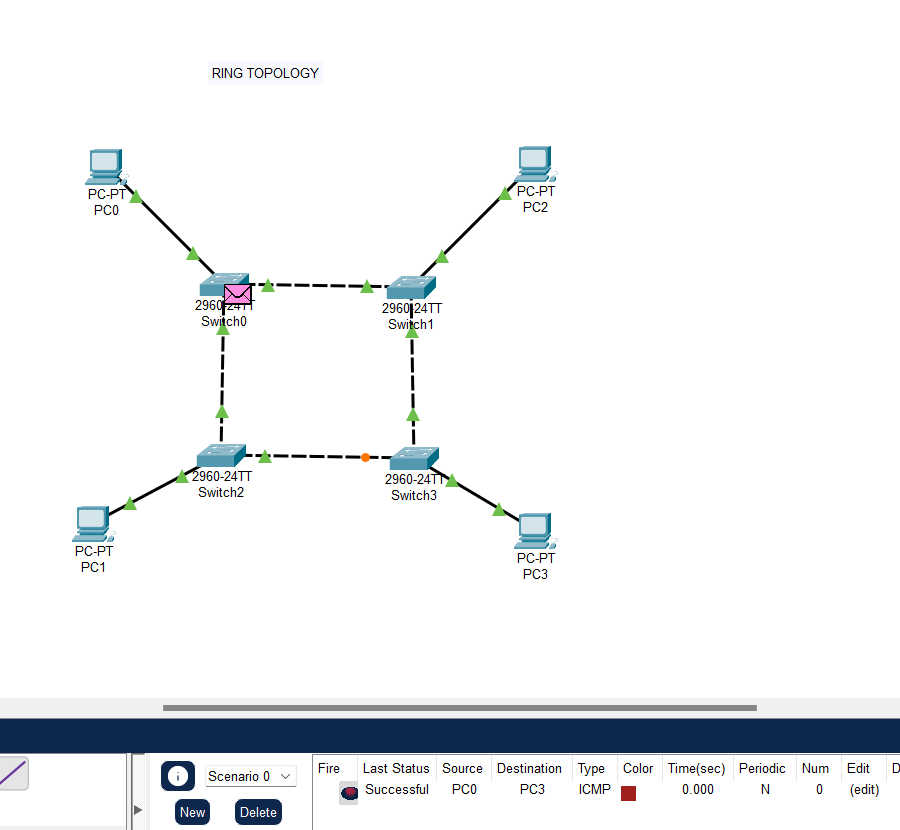 RING TOPOLOGY
PC-PT
PC0
PC-PT
PC2
2960-24TT
Switch0
2960-24TT
Switch1
2960-24TT
Switch2
2960-24TT
Switch3
PC-PT
PC1
PC-PT
PC3
Scenario 0
New
Delete
Fire Last Status Source Destination Type Color Time(sec) Periodic Num Edit D
Successful PC0 PC3 ICMP 0.000 N 0 (edit)